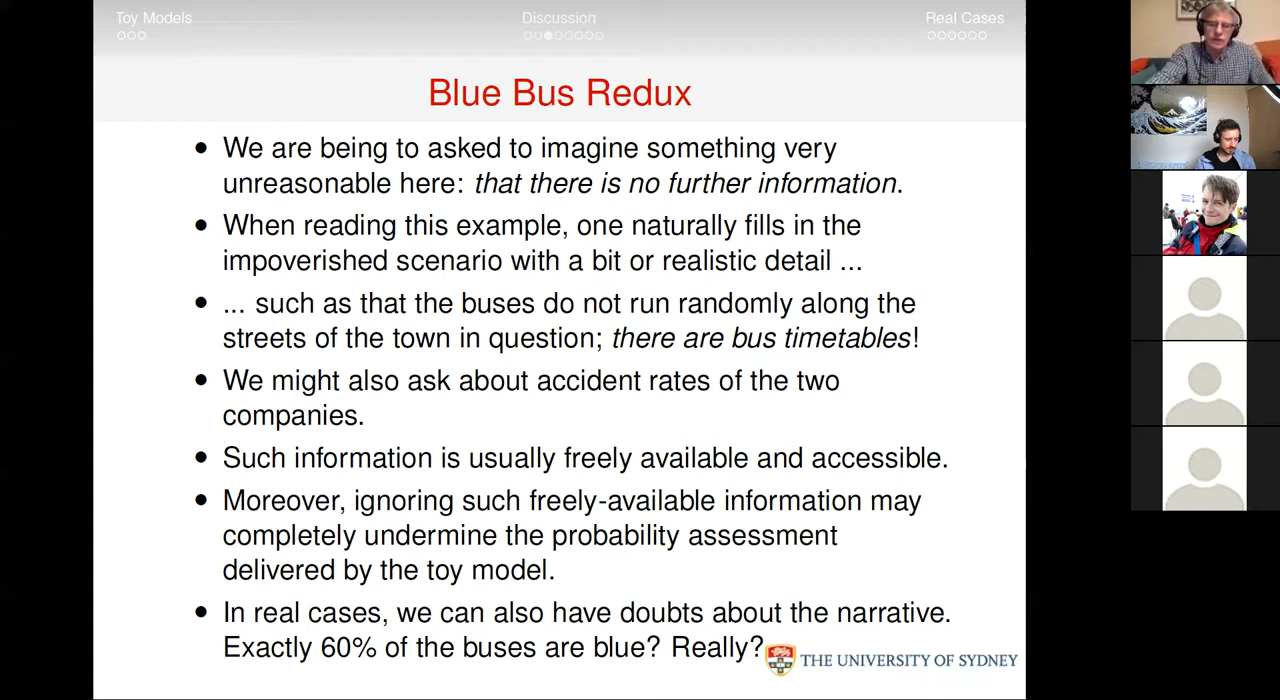 Toy Models
Discussion
Real Cases
Blue Bus Redux
• We are being to asked to imagine something very
unreasonable here: that there is no further information.
• When reading this example, one naturally fills in the
impoverished scenario with a bit or realistic detail ...
• ... such as that the buses do not run randomly along the
streets of the town in question; there are bus timetables!
• We might also ask about accident rates of the two
companies.
• Such information is usually freely available and accessible.
• Moreover, ignoring such freely-available information may
completely undermine the probability assessment
delivered by the toy model.
• In real cases, we can also have doubts about the narrative.
Exactly 60% of the buses are blue? Really?
THE UNIVERSITY OF SYDNEY